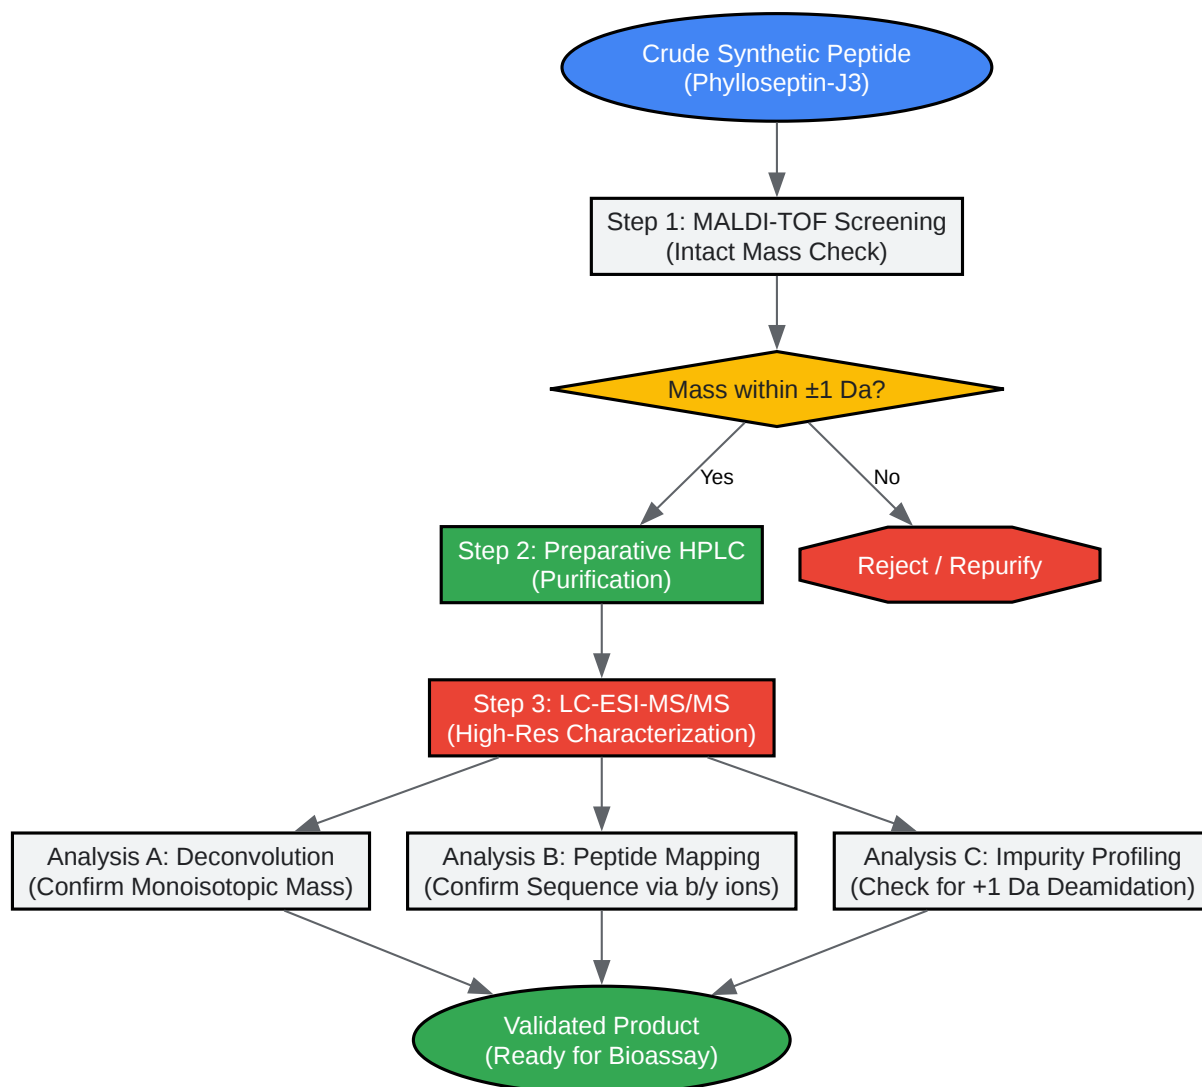 Crude Synthetic Peptide
(Phylloseptin-J3)
Step 1: MALDI-TOF Screening
(Intact Mass Check)
Mass within ±1 Da?
Yes
No
Step 2: Preparative HPLC
(Purification)
Reject / Repurify
Step 3: LC-ESI-MS/MS
(High-Res Characterization)
Analysis A: Deconvolution
(Confirm Monoisotopic Mass)
Analysis B: Peptide Mapping
(Confirm Sequence via b/y ions)
Analysis C: Impurity Profiling
(Check for +1 Da Deamidation)
Validated Product
(Ready for Bioassay)